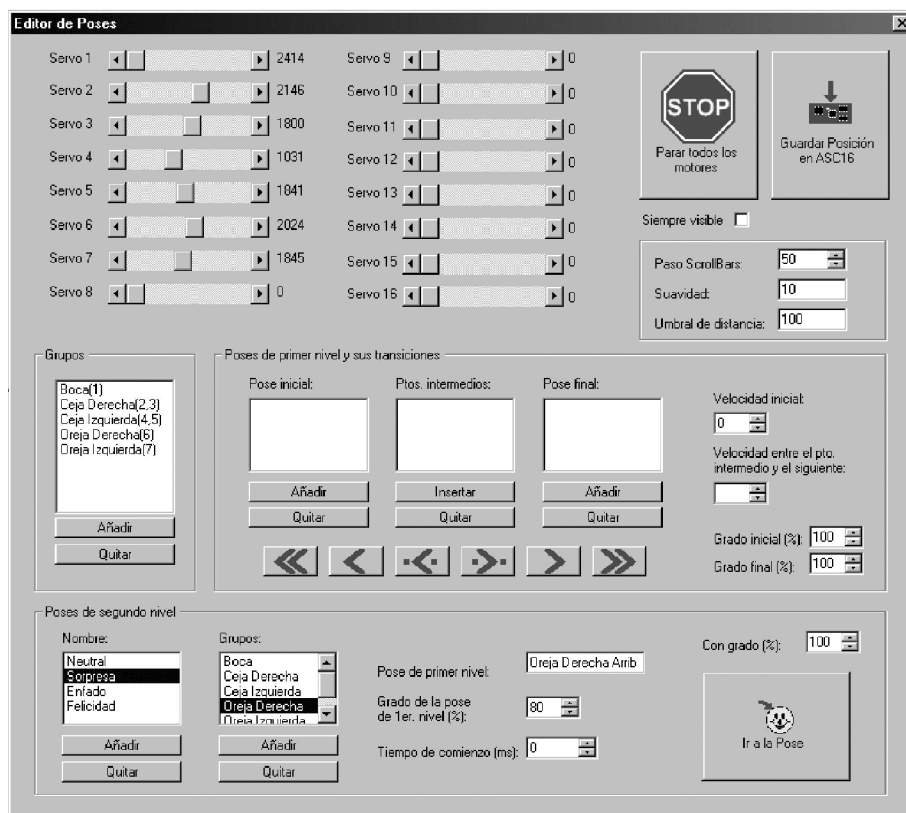 Editor de Poses
Servo 1 2414
Servo 2 2146
Servo 3 1800
Servo 4 1031
Servo 5 1841
Servo 6 2024
Servo 7 1845
Servo 8 0
Servo 9 0
Servo 10 0
Servo 11 0
Servo 12 0
Servo 13 0
Servo 14 0
Servo 15 0
Servo 16 0
STOP
Parar todos los
motores
Guardar Posición
en ASC16
Siempre visible
Paso ScrollBars: 50
Suavidad: 10
Umbral de distancia: 100
Grupos
Boca(1)
Ceja Derecha(2,3)
Ceja Izquierda(4,5)
Oreja Derecha(6)
Oreja Izquierda(7)
Añadir
Quitar
Poses de primer nivel y sus transiciones
Pose inicial:
Añadir
Quitar
Ptos. intermedios:
Insertar
Quitar
Pose final:
Añadir
Quitar
Velocidad inicial:
0
Velocidad entre el pto.
intermedio y el siguiente:
Grado inicial (%): 100
Grado final (%): 100
Poses de segundo nivel
Nombre:
Neutral
Sorpresa
Enfado
Felicidad
Añadir
Quitar
Grupos:
Boca
Ceja Derecha
Ceja Izquierda
Oreja Derecha
Oreja Izquierda
Añadir
Quitar
Pose de primer nivel: Oreja Derecha Arrib
Grado de la pose
de 1er. nivel (%): 80
Tiempo de comienzo (ms): 0
Con grado (%): 100
Ir a la Pose